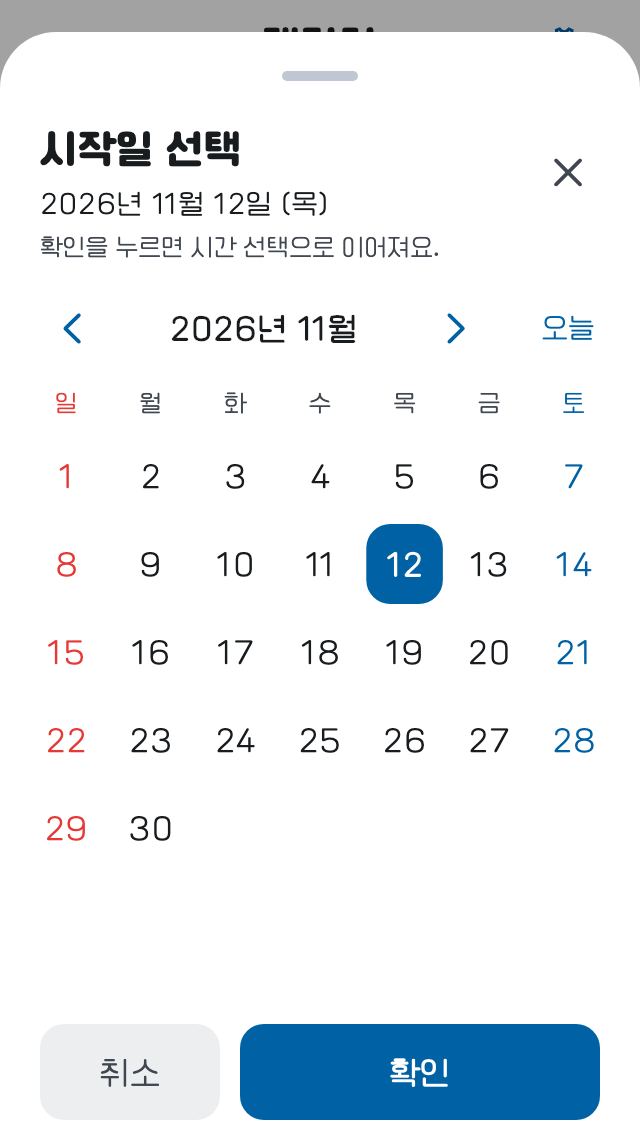 시작일 선택
2026년 11월 12일 (목)
확인을 누르면 시간 선택으로 이어져요.
2026년 11월 오늘
일 월 화 수 목 금 토
1 2 3 4 5 6 7
8 9 10 11 12 13 14
15 16 17 18 19 20 21
22 23 24 25 26 27 28
29 30
취소 확인